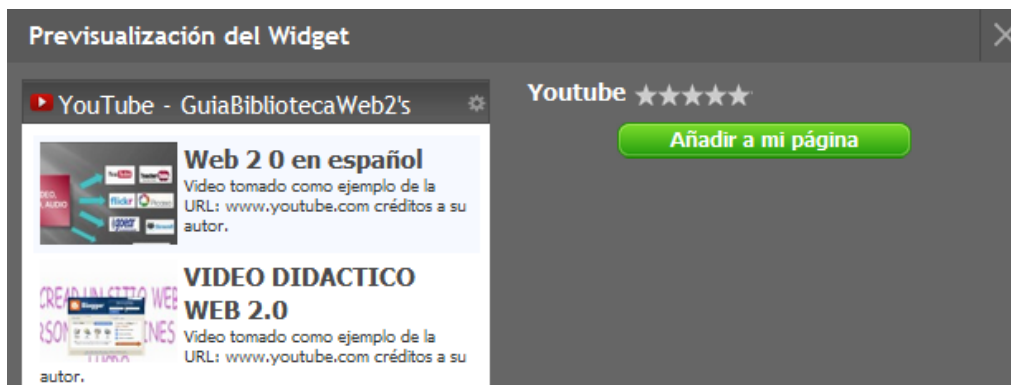 Previsualización del Widget
YouTube - GuiaBibliotecaWeb2's
Youtube
Añadir a mi página
Web 2 0 en español
Video tomado como ejemplo de la
URL: www.youtube.com créditos a su
autor.
flickr
VIDEO DIDACTICO
WEB 2.0
Video tomado como ejemplo de la
URL: www.youtube.com créditos a su
autor.
Blogger